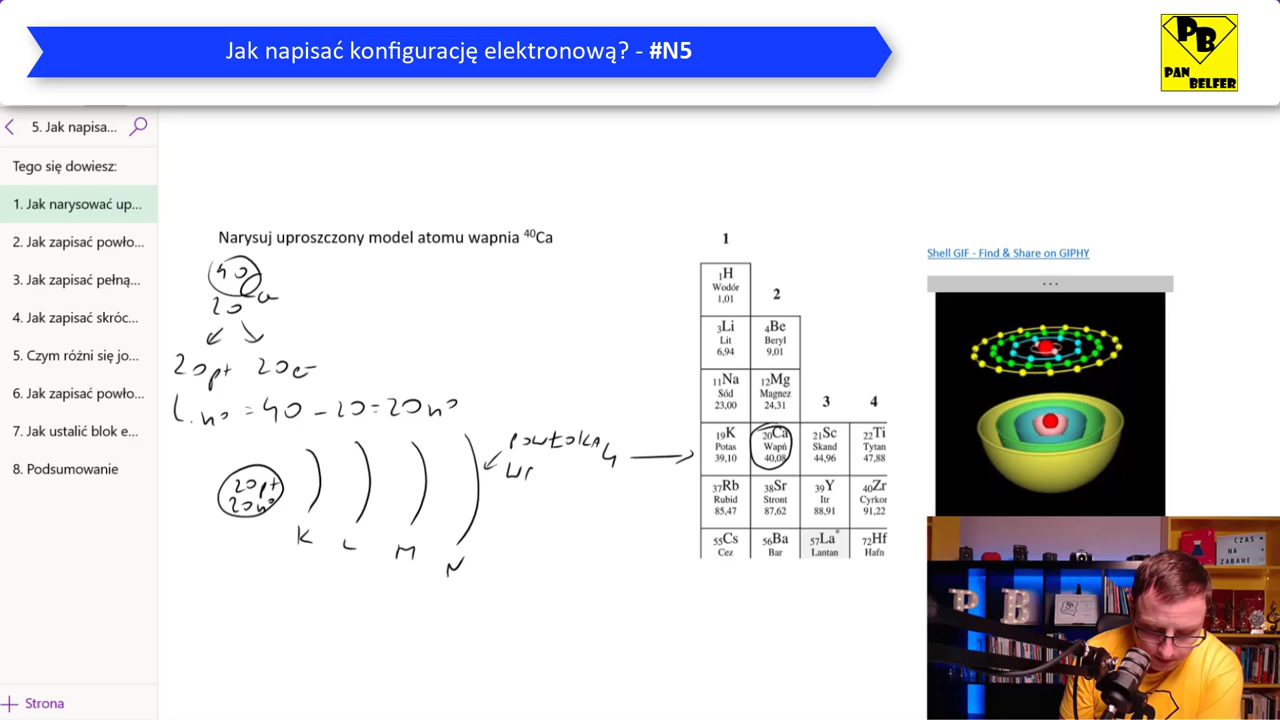 Jak napisać konfigurację elektronową? - #N5
PB
PAN
BELFER
5. Jak napisa...
Tego się dowiesz:
1. Jak narysować up...
2. Jak zapisać powło...
3. Jak zapisać pełną...
4. Jak zapisać skróc...
5. Czym różni się jo...
6. Jak zapisać powło...
7. Jak ustalić blok e...
8. Podsumowanie
Strona
Narysuj uproszczony model atomu wapnia ⁴⁰Ca
40
20 Ca
20p+ 20e-
l. n° = 40 - 20 = 20n°
20p+
20n°
K L M N
powłoka
4
1
2
3 4
1H
Wodór
1,01
3Li 4Be
Lit Beryl
6,94 9,01
11Na 12Mg
Sód Magnez
23,00 24,31
19K 20Ca 21Sc 22Ti
Potas Wapń Skand Tytan
39,10 40,08 44,96 47,88
37Rb 38Sr 39Y 40Zr
Rubid Stront Itr Cyrkor
85,47 87,62 88,91 91,22
55Cs 56Ba 57La* 72Hf
Cez Bar Lantan Hafn
Shell GIF - Find & Share on GIPHY
CZAS
NA
ZABAWĘ
P B